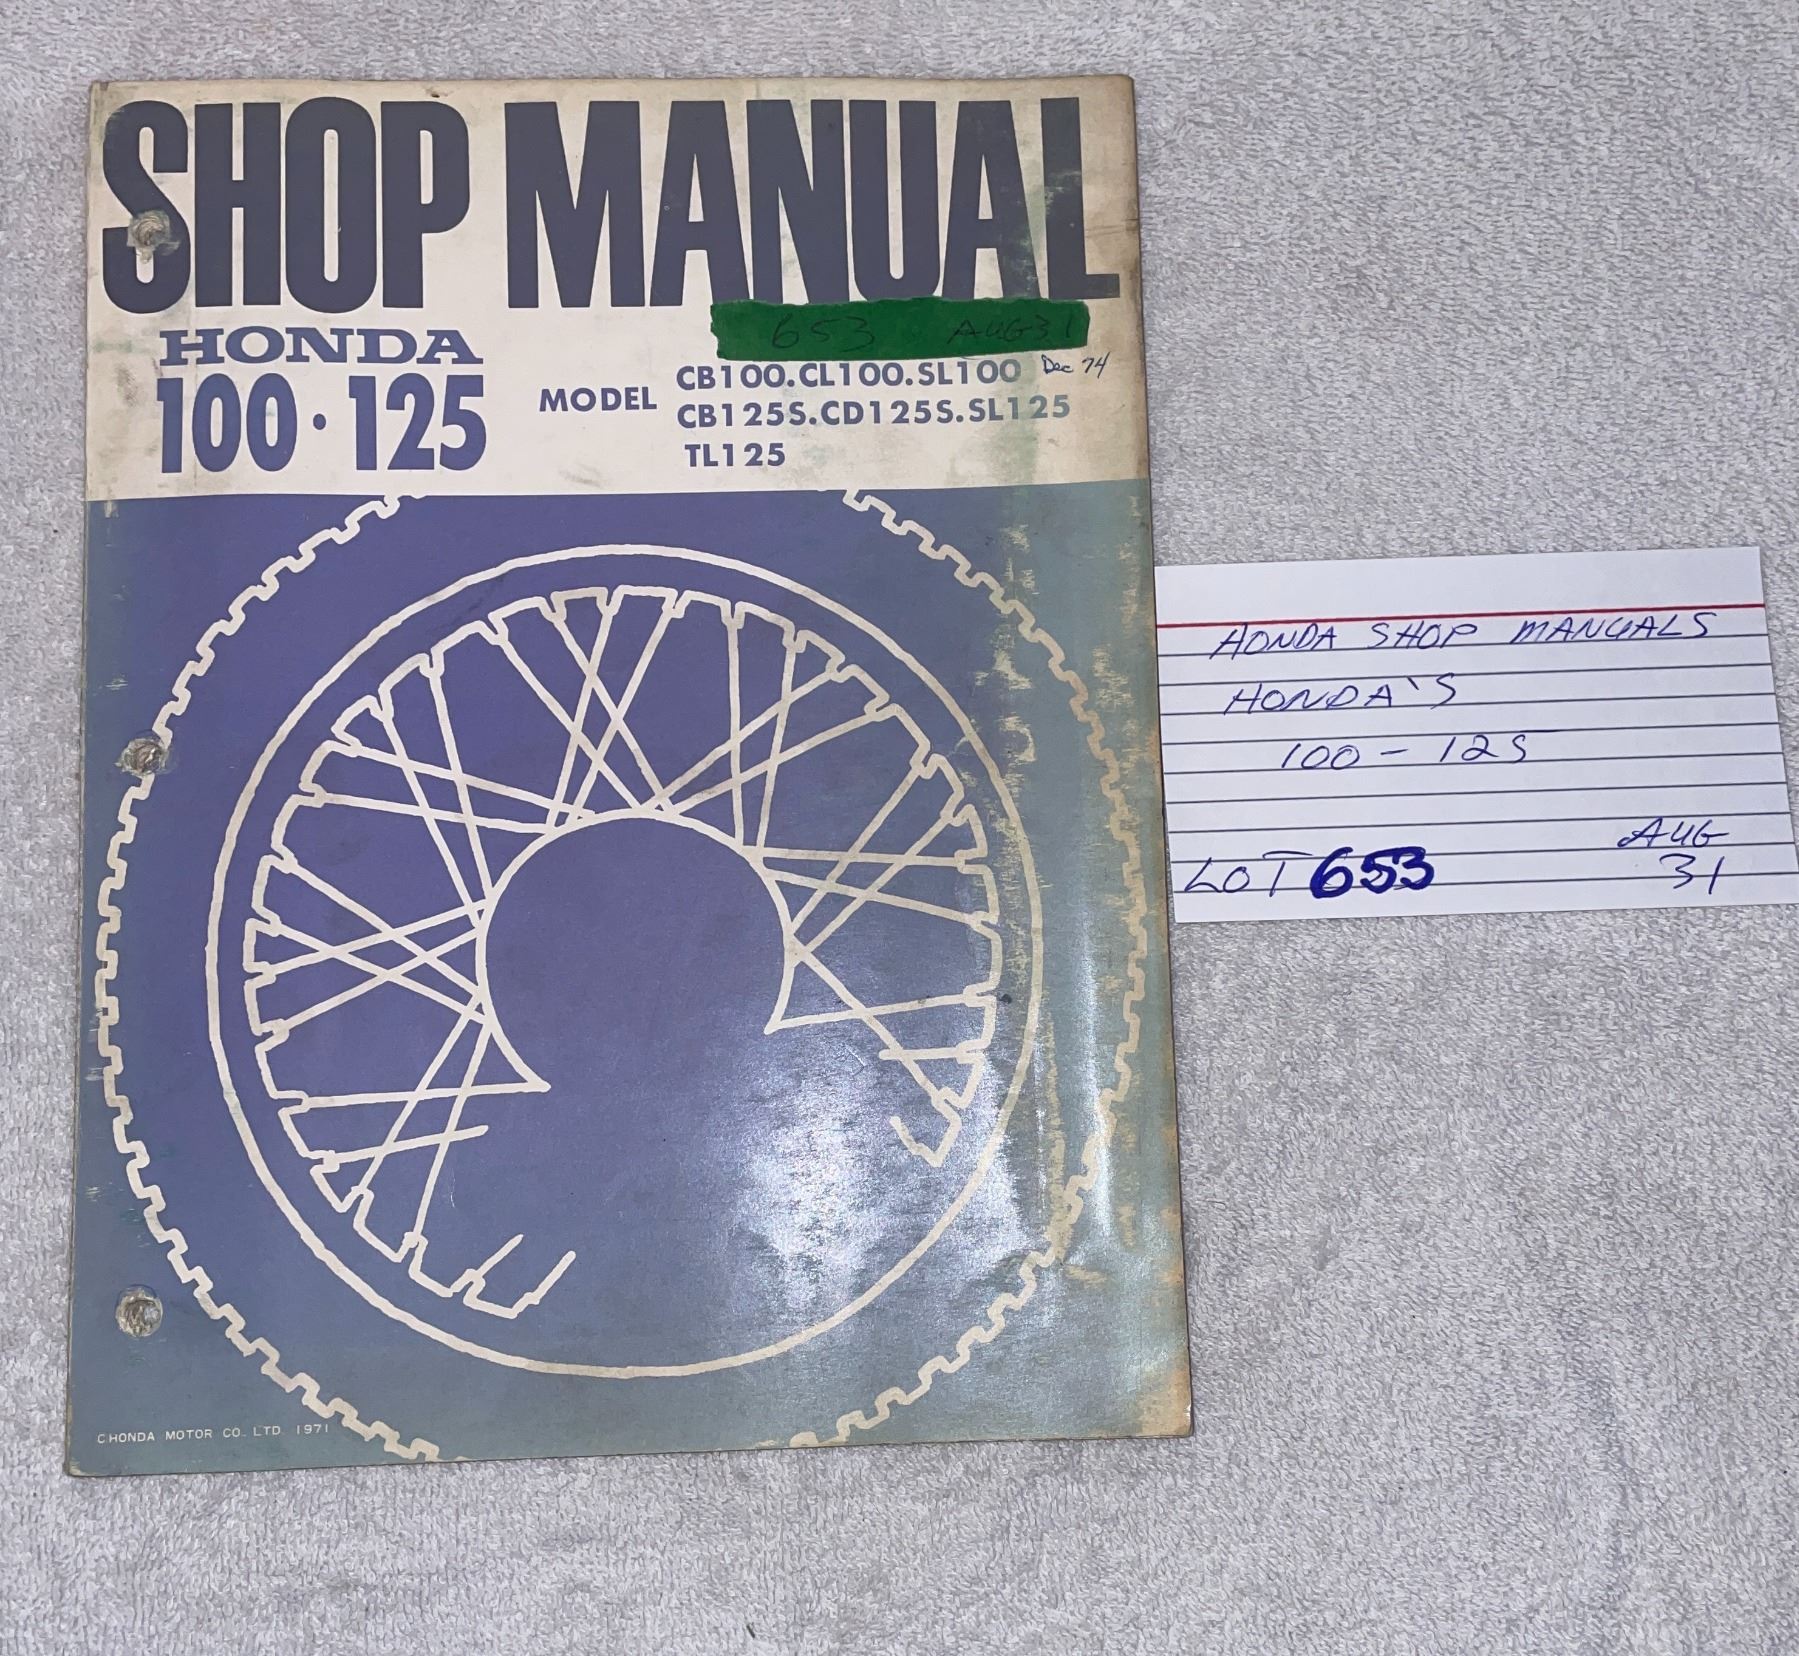 SHOP MANUAL
653 AUG31
HONDA
100·125
MODEL
CB100.CL100.SL100 Dec 74
CB125S.CD125S.SL125
TL125
HONDA SHOP MANUALS
HONDA'S
100 - 125
AUG
LOT 653 31
©HONDA MOTOR CO., LTD. 1971